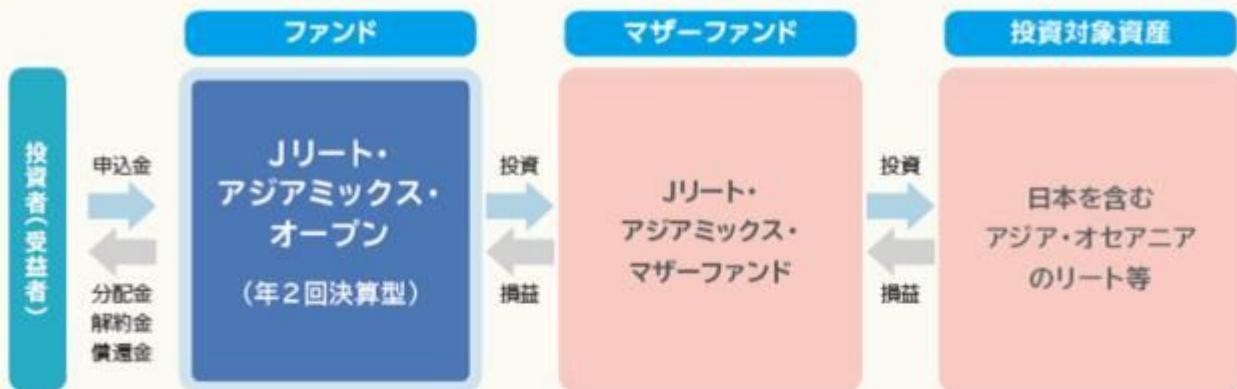 ファンド
マザーファンド
投資対象資産
投資者(受益者)
申込金
分配金
解約金
償還金
Jリート・
アジアミックス・
オープン
(年2回決算型)
投資
損益
Jリート・
アジアミックス・
マザーファンド
投資
損益
日本を含む
アジア・オセアニア
のリート等